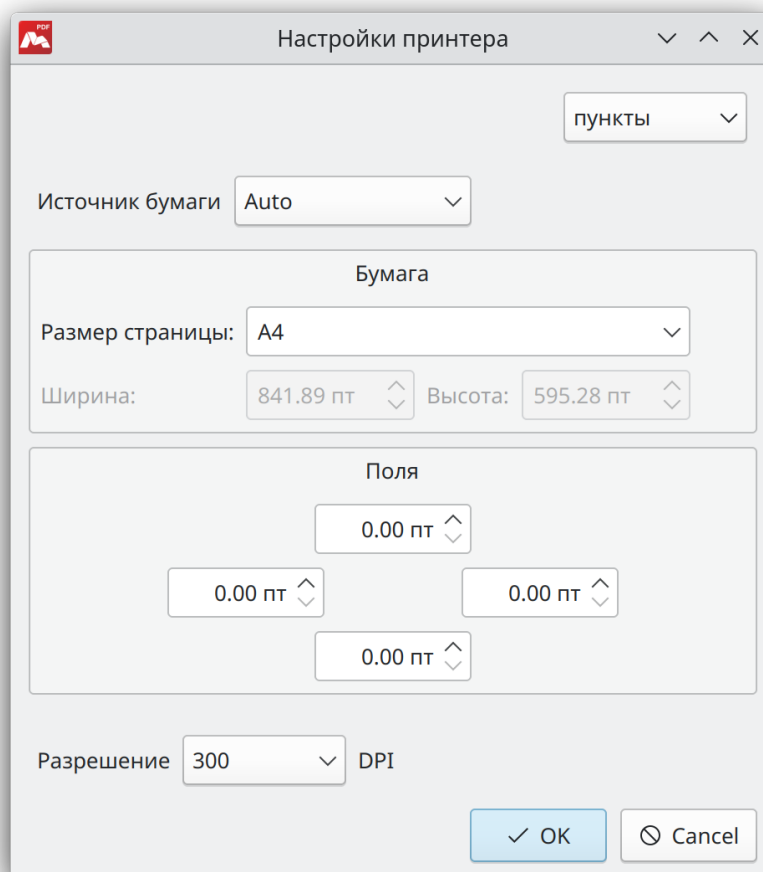 PDF
Настройки принтера
пункты
Источник бумаги Auto
Бумага
Размер страницы: A4
Ширина: 841.89 пт Высота: 595.28 пт
Поля
0.00 пт
0.00 пт 0.00 пт
0.00 пт
Разрешение 300 DPI
OK Cancel